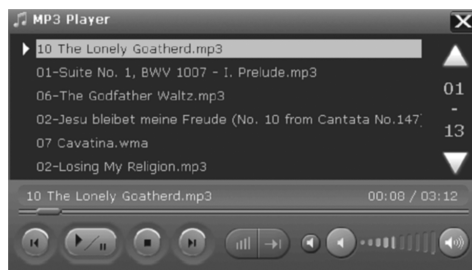 MP3 Player
10 The Lonely Goatherd.mp3
01-Suite No. 1, BWV 1007 - I. Prelude.mp3
06-The Godfather Waltz.mp3
02-Jesu bleibet meine Freude (No. 10 from Cantata No.147)
07 Cavatina.wma
02-Losing My Religion.mp3
01
-
13
10 The Lonely Goatherd.mp3 00:08 / 03:12